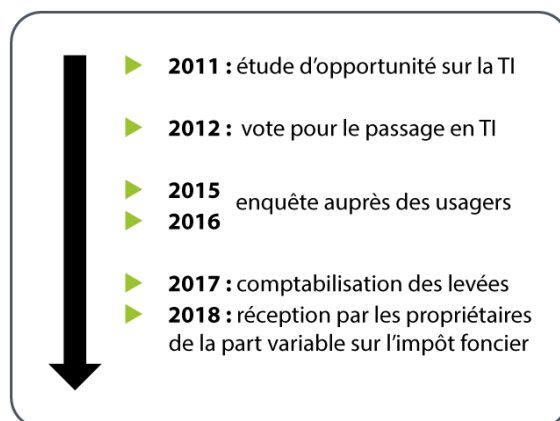 2011 : étude d’opportunité sur la TI
2012 : vote pour le passage en TI
2015
enquête auprès des usagers
2016
2017 : comptabilisation des levées
2018 : réception par les propriétaires
de la part variable sur l’impôt foncier